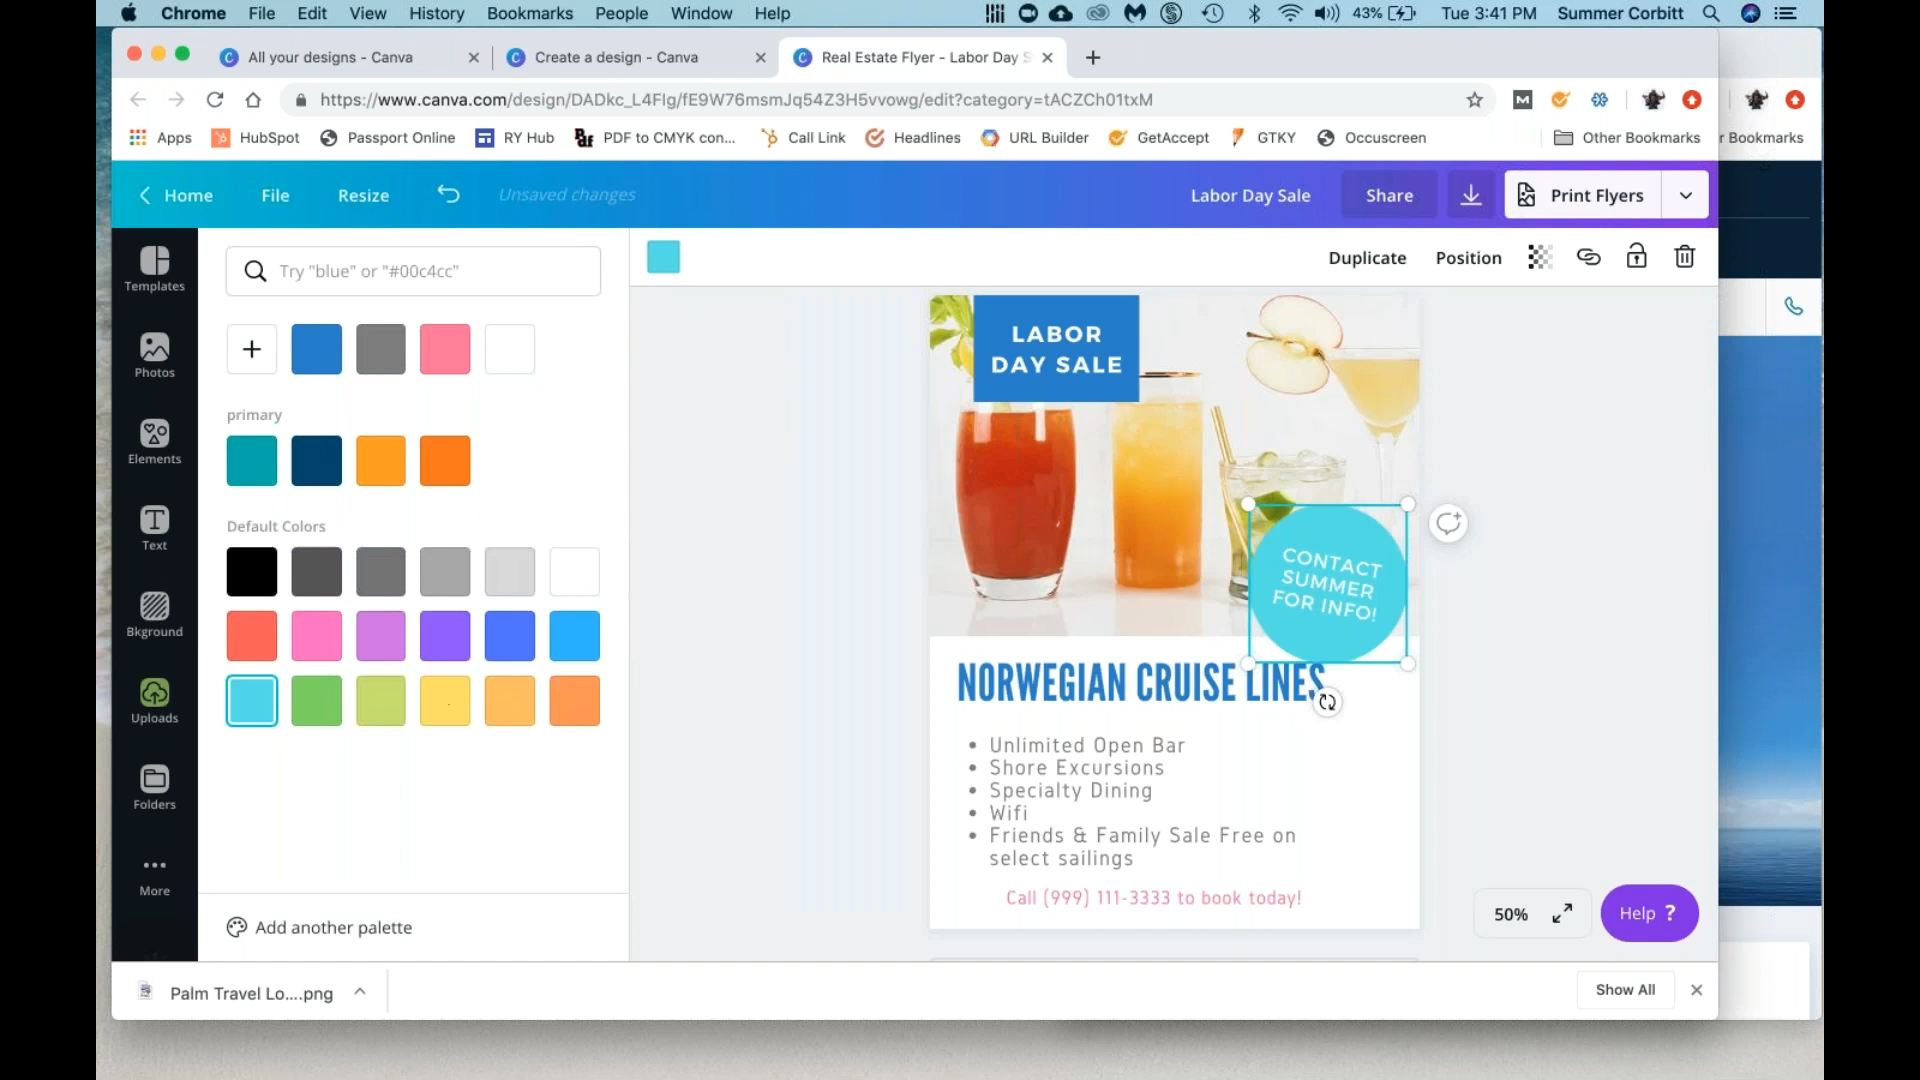 Chrome File Edit View History Bookmarks People Window Help 43% Tue 3:41 PM Summer Corbitt
All your designs - Canva Create a design - Canva Real Estate Flyer - Labor Day S
https://www.canva.com/design/DADkc_L4FIg/fE9W76msmJq54Z3H5vvowg/edit?category=tACZCh01txM
Apps HubSpot Passport Online RY Hub PDF to CMYK con... Call Link Headlines URL Builder GetAccept GTKY Occuscreen Other Bookmarks r Bookmarks
Home File Resize Unsaved changes Labor Day Sale Share Print Flyers
Try "blue" or "#00c4cc"
Duplicate Position
Templates
Photos
Elements
Text
Bkground
Uploads
Folders
More
primary
Default Colors
Add another palette
LABOR
DAY SALE
CONTACT
SUMMER
FOR INFO!
NORWEGIAN CRUISE LINES
• Unlimited Open Bar
• Shore Excursions
• Specialty Dining
• Wifi
• Friends & Family Sale Free on
select sailings
Call (999) 111-3333 to book today!
50% Help ?
Palm Travel Lo....png Show All